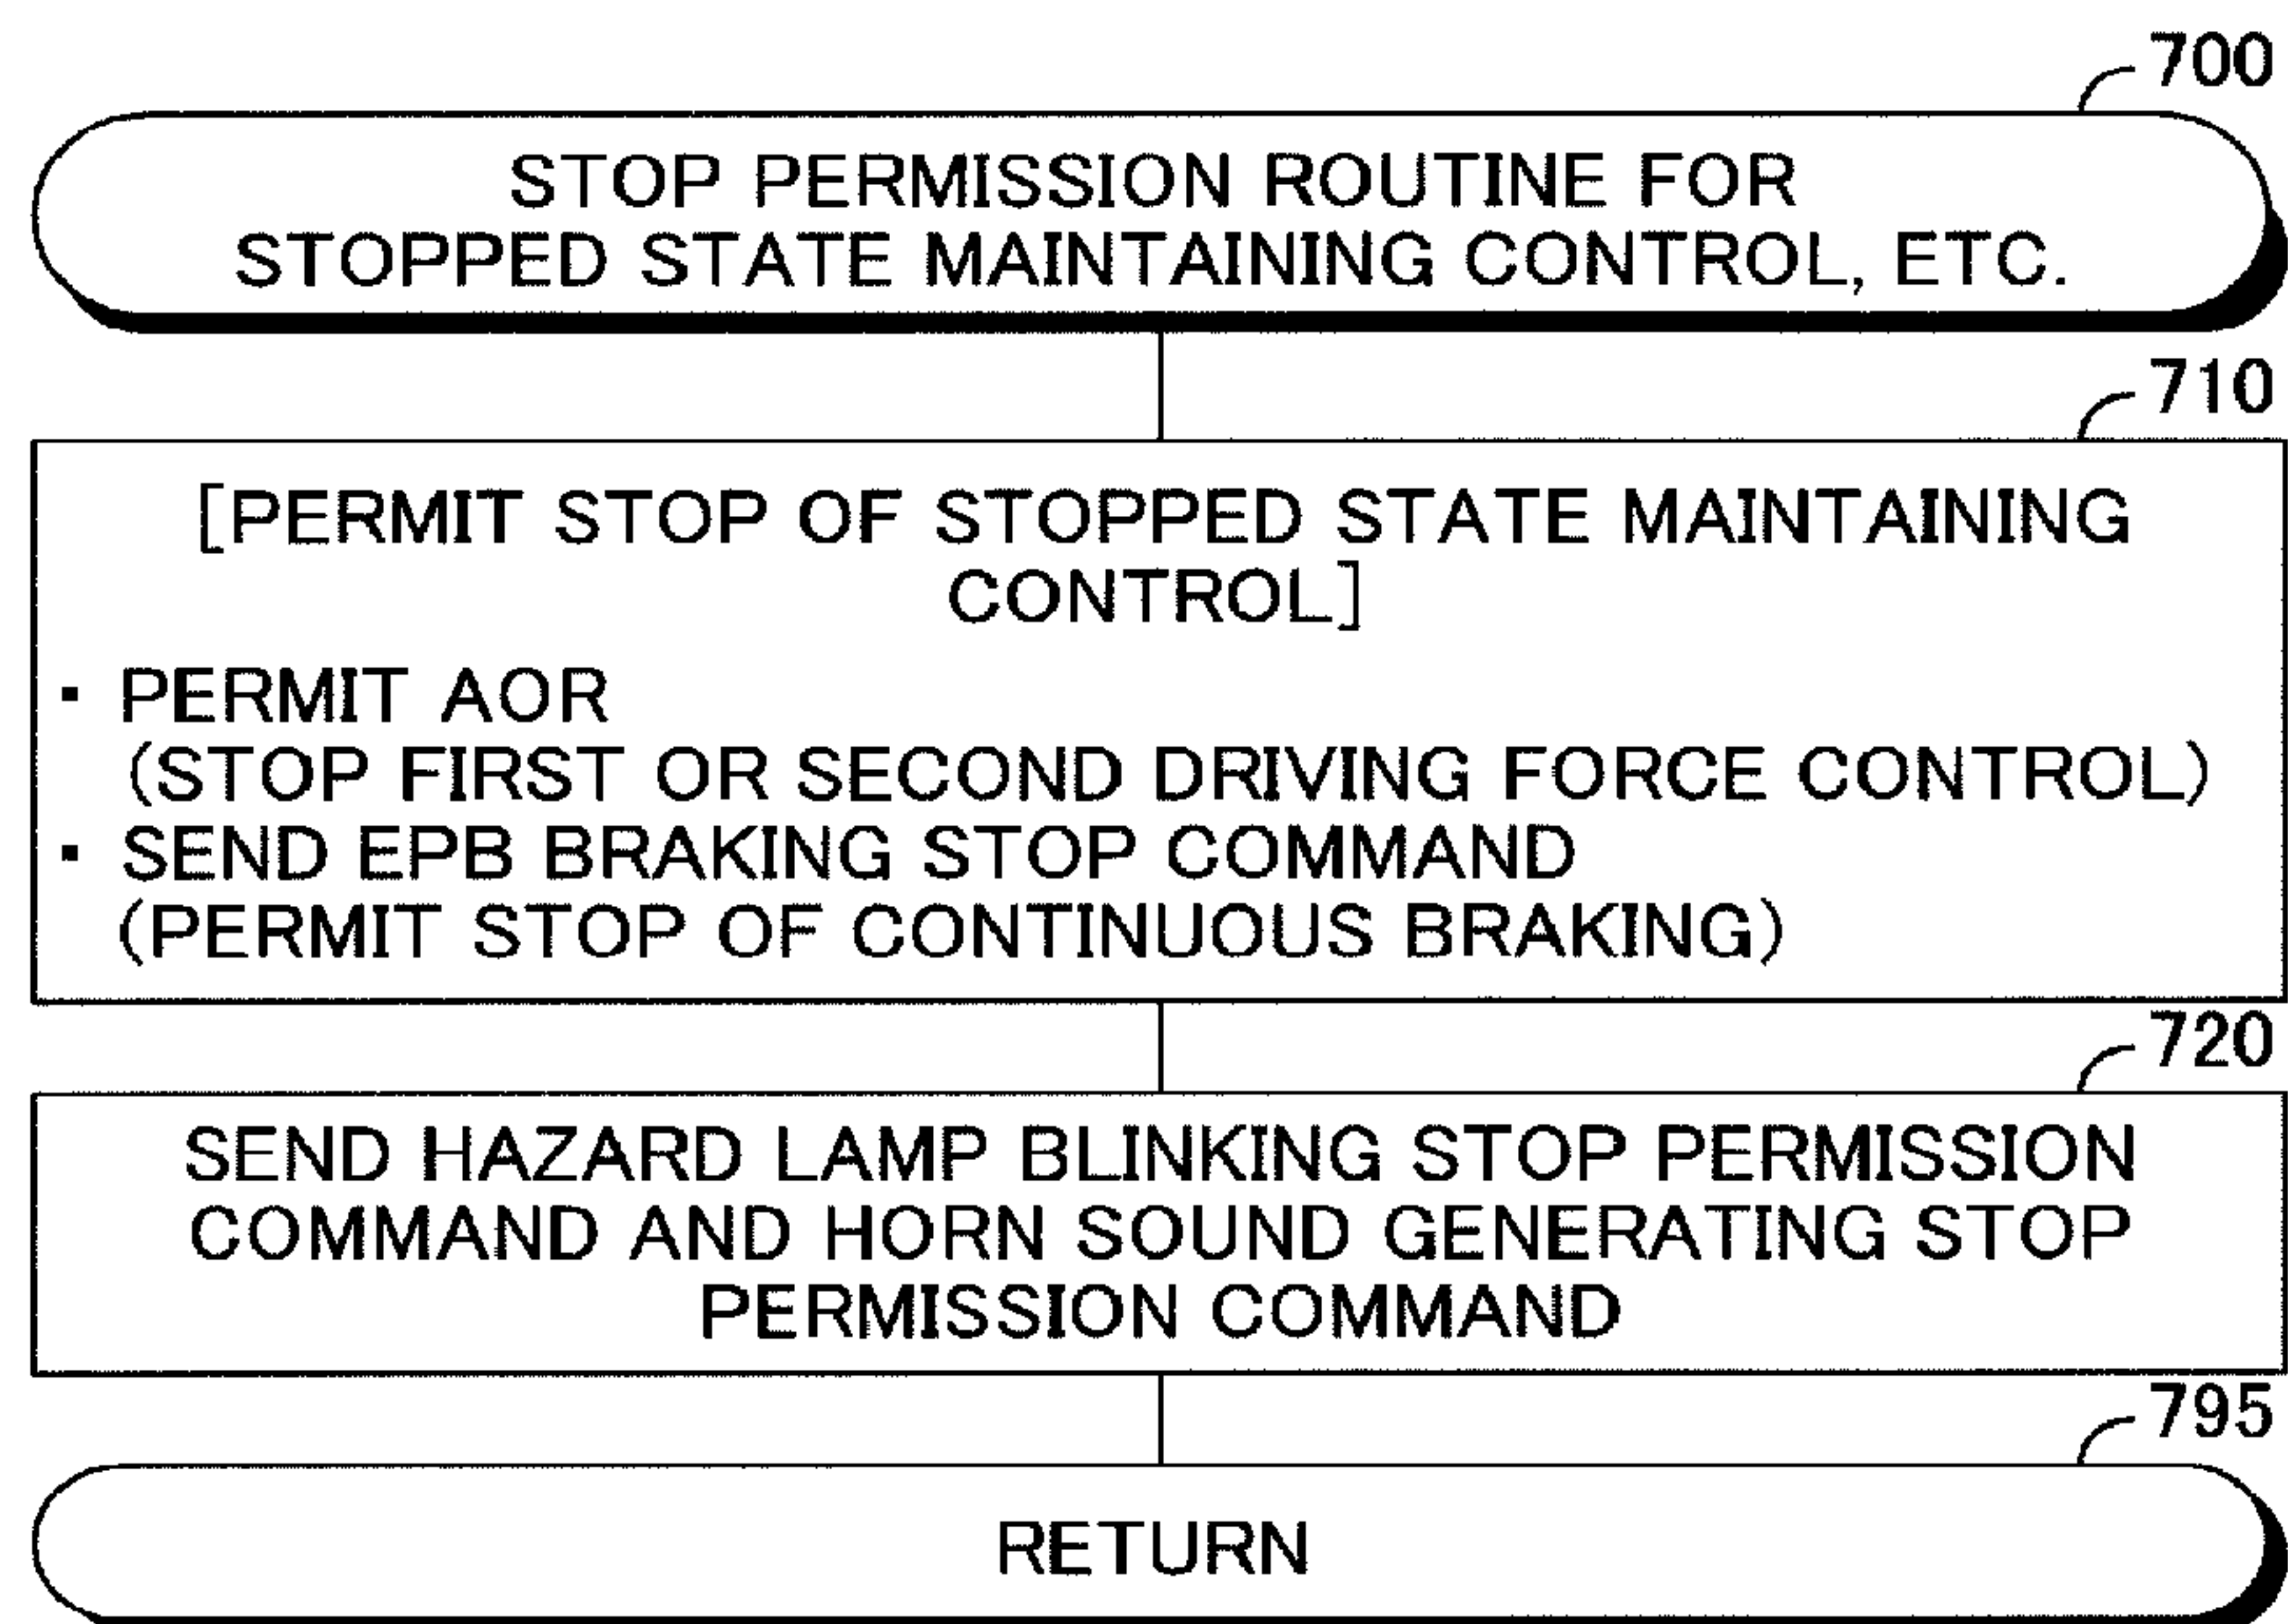 700
STOP PERMISSION ROUTINE FOR
STOPPED STATE MAINTAINING CONTROL, ETC.
710
[PERMIT STOP OF STOPPED STATE MAINTAINING
CONTROL]
▪ PERMIT AOR
(STOP FIRST OR SECOND DRIVING FORCE CONTROL)
▪ SEND EPB BRAKING STOP COMMAND
(PERMIT STOP OF CONTINUOUS BRAKING)
720
SEND HAZARD LAMP BLINKING STOP PERMISSION
COMMAND AND HORN SOUND GENERATING STOP
PERMISSION COMMAND
795
RETURN